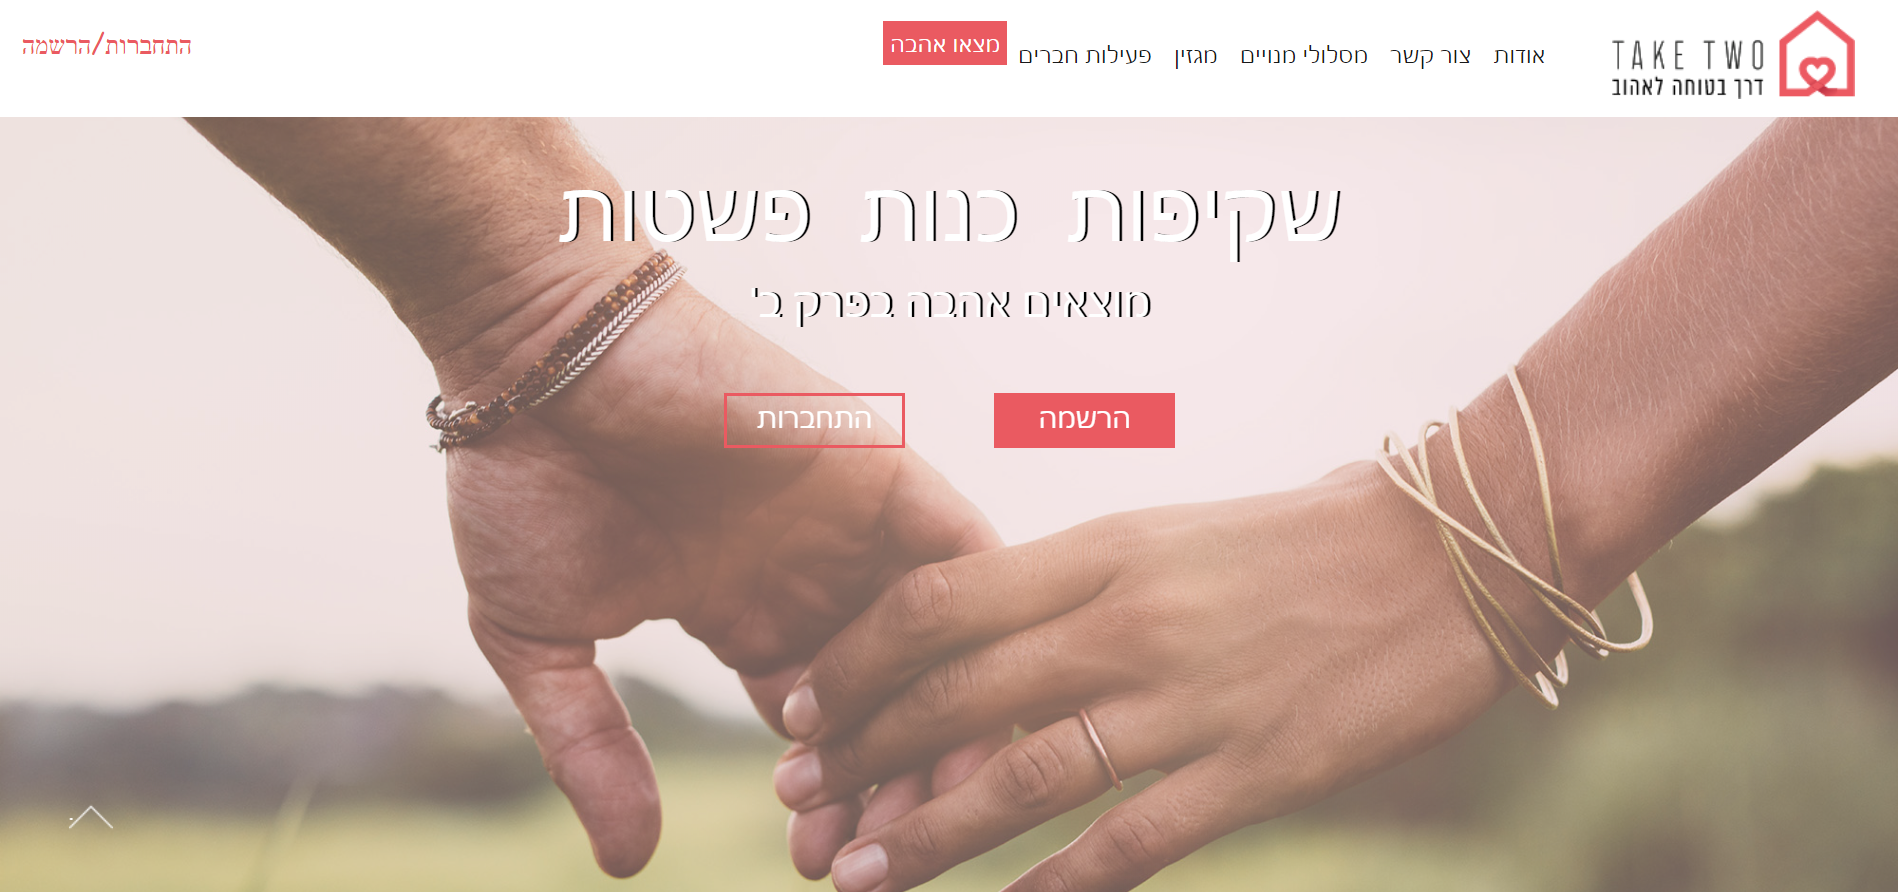 TAKE TWO
דרך בטוחה לאהוב
אודות
צור קשר
מסלולי מנויים
מגזין
פעילות חברים
מצאו אהבה
התחברות/הרשמה
שקיפות כנות פשטות
מוצאים אהבה בפרק ב'
הרשמה
התחברות